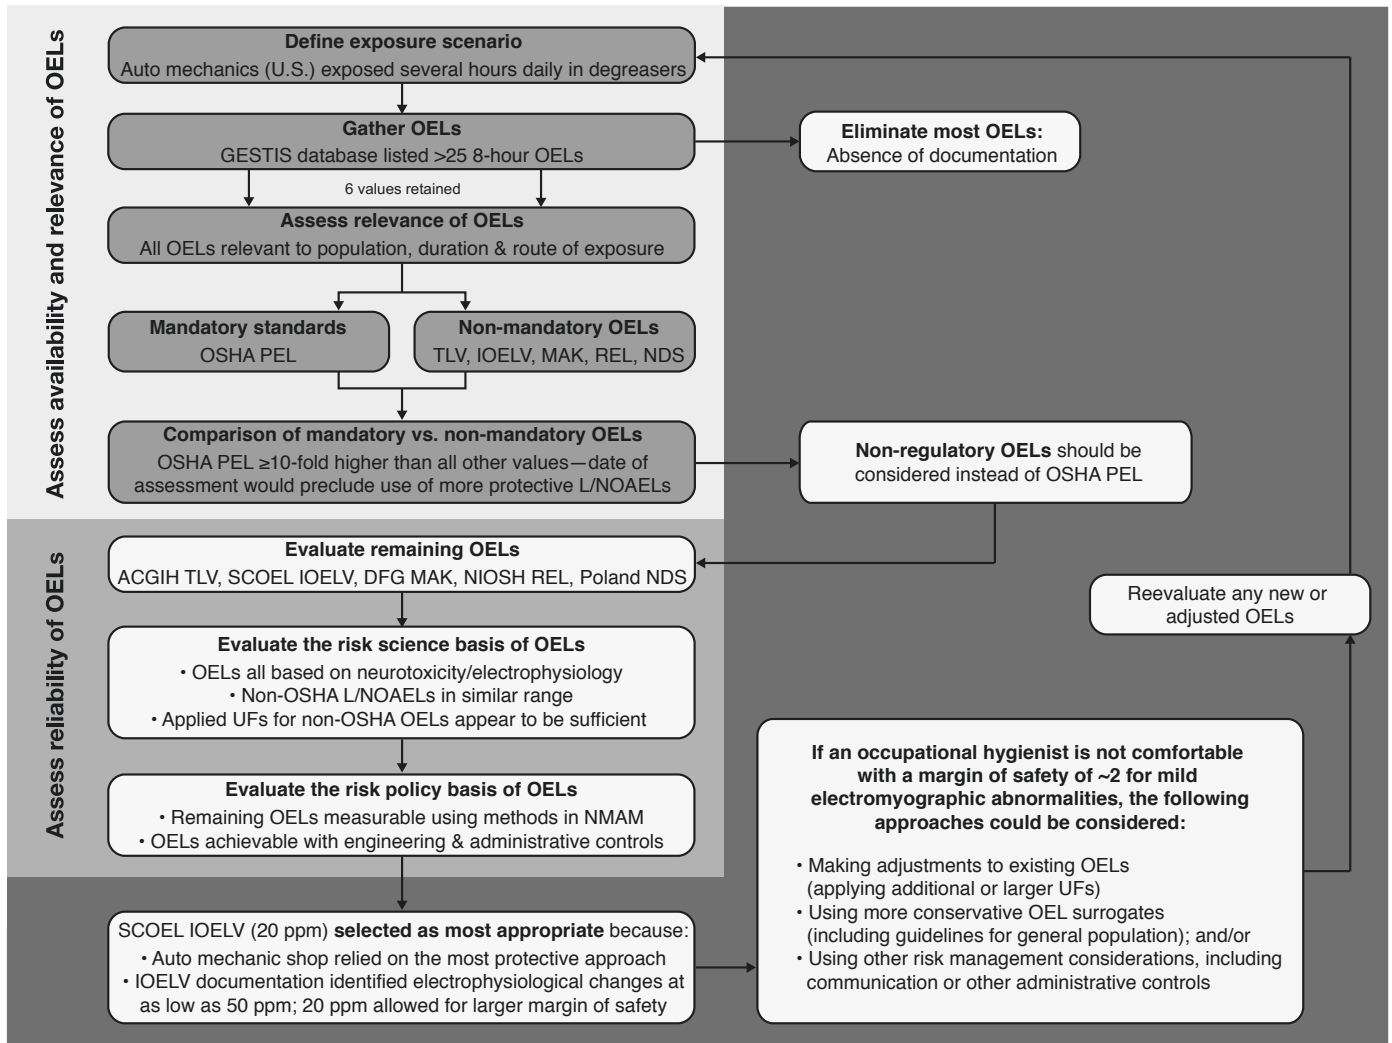 Assess availability and relevance of OELs
Define exposure scenario
Auto mechanics (U.S.) exposed several hours daily in degreasers
Gather OELs
GESTIS database listed >25 8-hour OELs
Eliminate most OELs:
Absence of documentation
6 values retained
Assess relevance of OELs
All OELs relevant to population, duration & route of exposure
Mandatory standards
OSHA PEL
Non-mandatory OELs
TLV, IOELV, MAK, REL, NDS
Comparison of mandatory vs. non-mandatory OELs
OSHA PEL ≥10-fold higher than all other values—date of
assessment would preclude use of more protective L/NOAELs
Non-regulatory OELs should be
considered instead of OSHA PEL
Assess reliability of OELs
Evaluate remaining OELs
ACGIH TLV, SCOEL IOELV, DFG MAK, NIOSH REL, Poland NDS
Evaluate the risk science basis of OELs
• OELs all based on neurotoxicity/electrophysiology
• Non-OSHA L/NOAELs in similar range
• Applied UFs for non-OSHA OELs appear to be sufficient
Evaluate the risk policy basis of OELs
• Remaining OELs measurable using methods in NMAM
• OELs achievable with engineering & administrative controls
SCOEL IOELV (20 ppm) selected as most appropriate because:
• Auto mechanic shop relied on the most protective approach
• IOELV documentation identified electrophysiological changes at
as low as 50 ppm; 20 ppm allowed for larger margin of safety
If an occupational hygienist is not comfortable
with a margin of safety of ~2 for mild
electromyographic abnormalities, the following
approaches could be considered:
• Making adjustments to existing OELs
(applying additional or larger UFs)
• Using more conservative OEL surrogates
(including guidelines for general population); and/or
• Using other risk management considerations, including
communication or other administrative controls
Reevaluate any new or
adjusted OELs